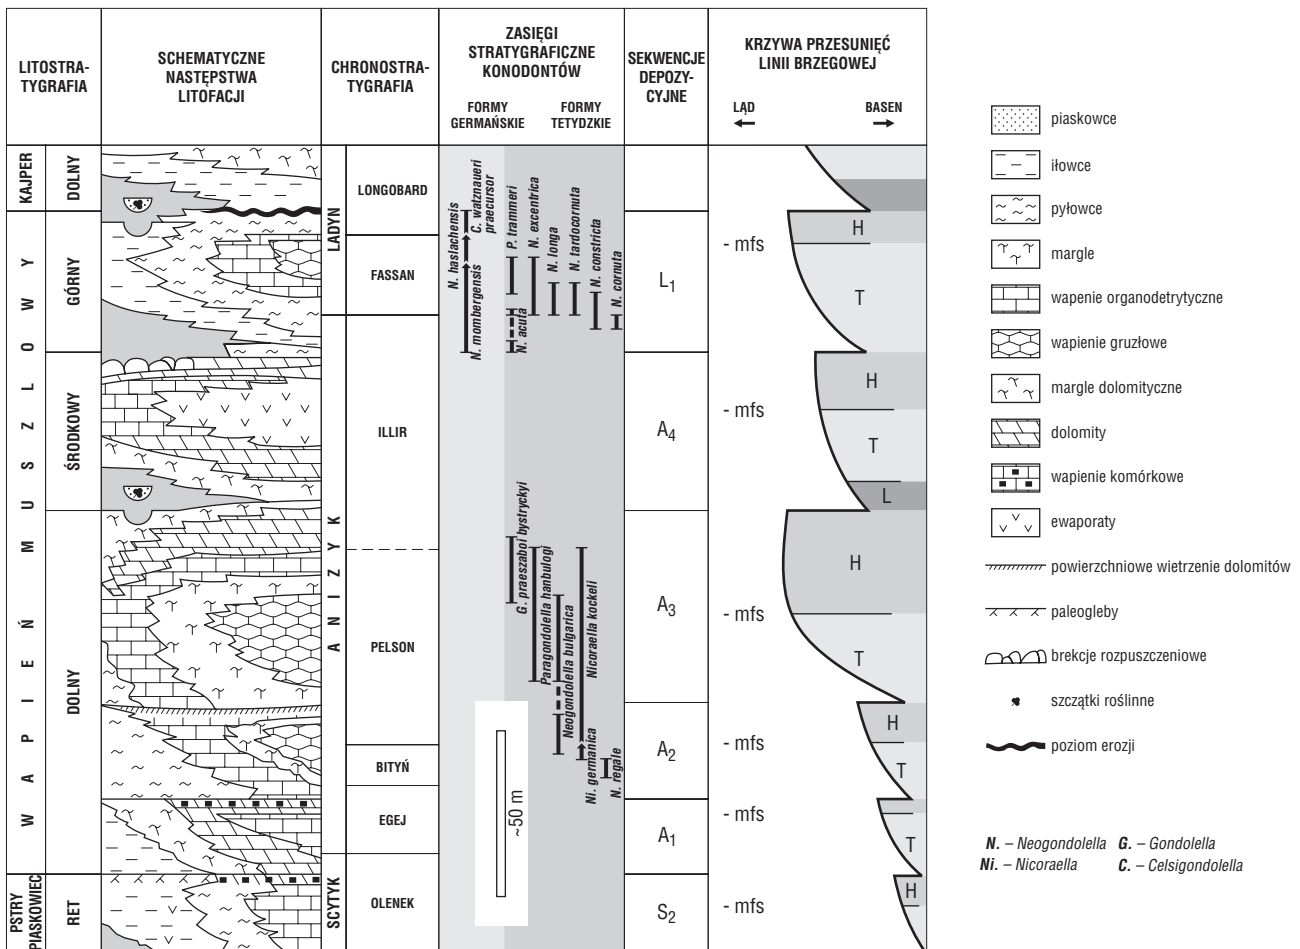 LITOSTRA-
TYGRAFIA
SCHEMATYCZNE
NASTĘPSTWA
LITOFACJI
CHRONOSTRA-
TYGRAFIA
ZASIĘGI
STRATYGRAFICZNE
KONODONTÓW
FORMY
GERMAŃSKIE
FORMY
TETYDZKIE
SEKWENCJE
DEPOZY-
CYJNE
KRZYWA PRZESUNIĘĆ
LINII BRZEGOWEJ
LĄD
BASEN
KAJPER
DOLNY
WAPIEŃ MUSZLOWY
GÓRNY
ŚRODKOWY
DOLNY
PSTRY
PIASKOWIEC
RET
LADYN
LONGOBARD
FASSAN
ANIZYK
ILLIR
PELSON
BITYŃ
EGEJ
SCYTYK
OLENEK
N. haslachensis
C. watznaueri
praecursor
N. mombergensis
P. trammeri
N. excentrica
N. longa
N. tardocornuta
N. constricta
N. cornuta
N. acuta
G. praeszaboi bystryckyi
Paragondolella hanbulogi
Neogondolella bulgarica
Nicoraella kockeli
Ni. germanica
N. regale
~50 m
L1
A4
A3
A2
A1
S2
- mfs
H
T
- mfs
H
T
L
- mfs
H
T
- mfs
H
T
- mfs
T
- mfs
H
piaskowce
iłowce
pyłowce
margle
wapenie organodetrytyczne
wapienie gruzłowe
margle dolomityczne
dolomity
wapienie komórkowe
ewaporaty
powierzchniowe wietrzenie dolomitów
paleogleby
brekcje rozpuszczeniowe
szczątki roślinne
poziom erozji
N. – Neogondolella G. – Gondolella
Ni. – Nicoraella C. – Celsigondolella